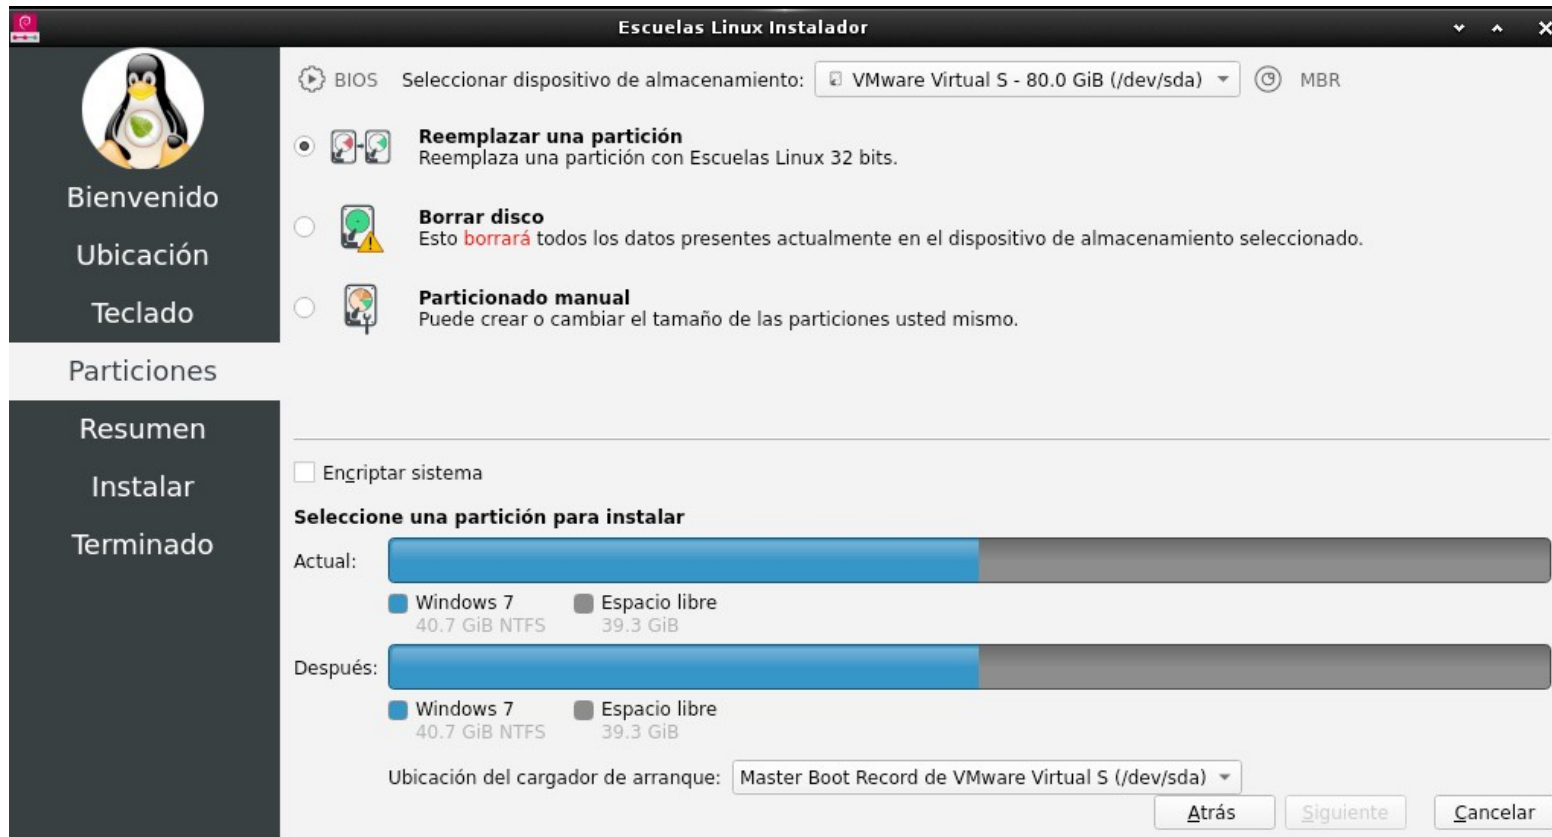 Escuelas Linux Instalador
BIOS Seleccionar dispositivo de almacenamiento: VMware Virtual S - 80.0 GiB (/dev/sda) MBR
Bienvenido
Ubicación
Teclado
Particiones
Resumen
Instalar
Terminado
Reemplazar una partición
Reemplaza una partición con Escuelas Linux 32 bits.
Borrar disco
Esto borrará todos los datos presentes actualmente en el dispositivo de almacenamiento seleccionado.
Particionado manual
Puede crear o cambiar el tamaño de las particiones usted mismo.
Encriptar sistema
Seleccione una partición para instalar
Actual:
Windows 7 Espacio libre
40.7 GiB NTFS 39.3 GiB
Después:
Windows 7 Espacio libre
40.7 GiB NTFS 39.3 GiB
Ubicación del cargador de arranque: Master Boot Record de VMware Virtual S (/dev/sda)
Atrás Siguiente Cancelar